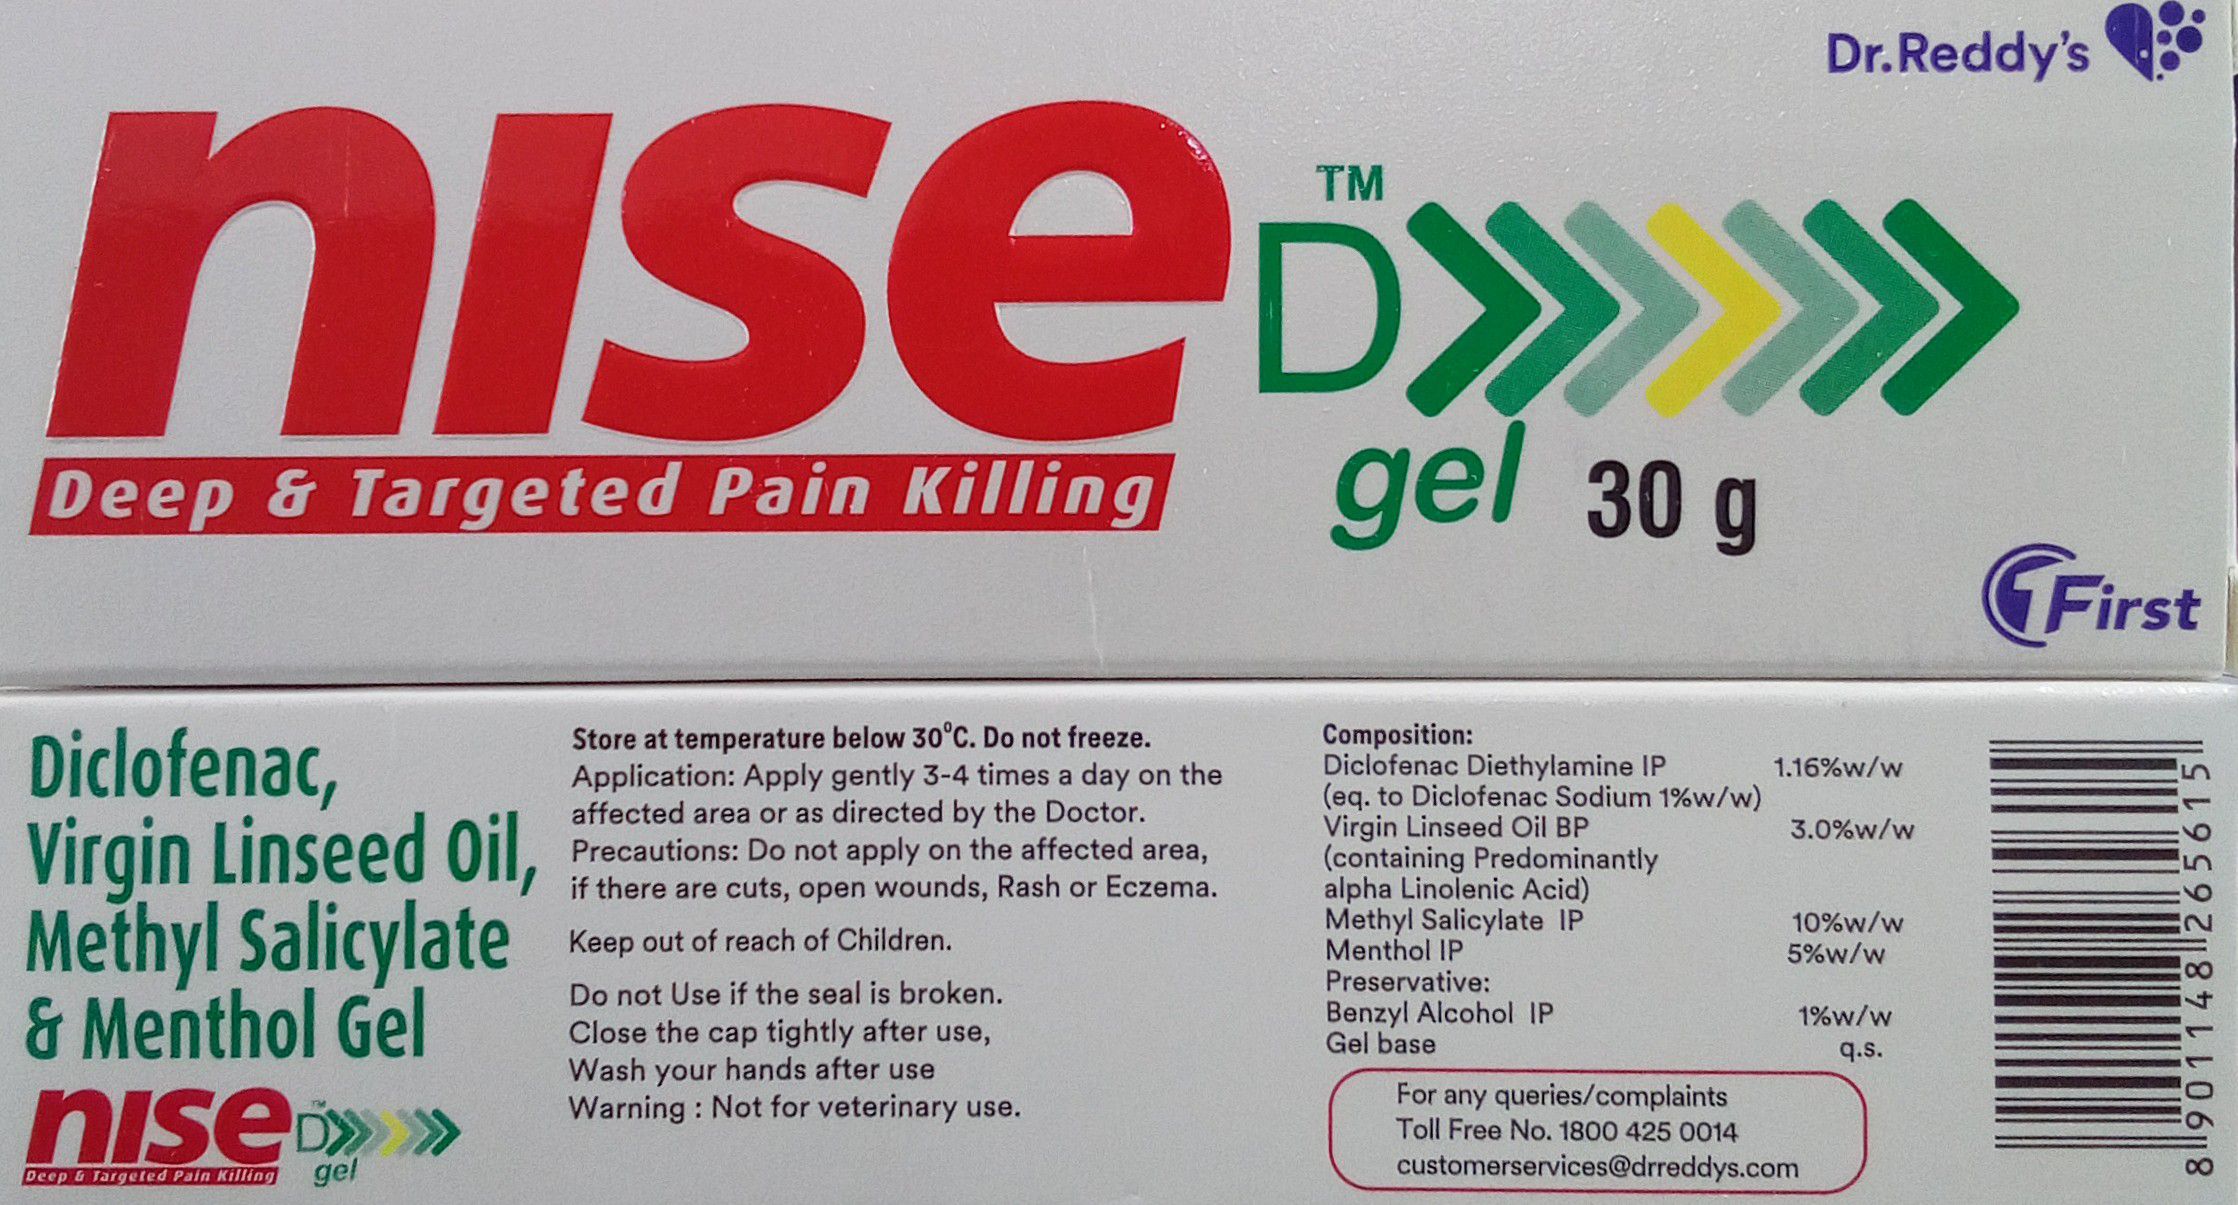 Dr.Reddy's
nise
TM
D
Deep & Targeted Pain Killing
gel 30 g
1First
Diclofenac,
Virgin Linseed Oil,
Methyl Salicylate
& Menthol Gel
nise
TM
D
Deep & Targeted Pain Killing
gel
Store at temperature below 30⁰C. Do not freeze.
Application: Apply gently 3-4 times a day on the
affected area or as directed by the Doctor.
Precautions: Do not apply on the affected area,
if there are cuts, open wounds, Rash or Eczema.
Keep out of reach of Children.
Do not Use if the seal is broken.
Close the cap tightly after use,
Wash your hands after use
Warning : Not for veterinary use.
Composition:
Diclofenac Diethylamine IP 1.16%w/w
(eq. to Diclofenac Sodium 1%w/w)
Virgin Linseed Oil BP 3.0%w/w
(containing Predominantly
alpha Linolenic Acid)
Methyl Salicylate IP 10%w/w
Menthol IP 5%w/w
Preservative:
Benzyl Alcohol IP 1%w/w
Gel base q.s.
For any queries/complaints
Toll Free No. 1800 425 0014
customerservices@drreddys.com
8 901148 265615